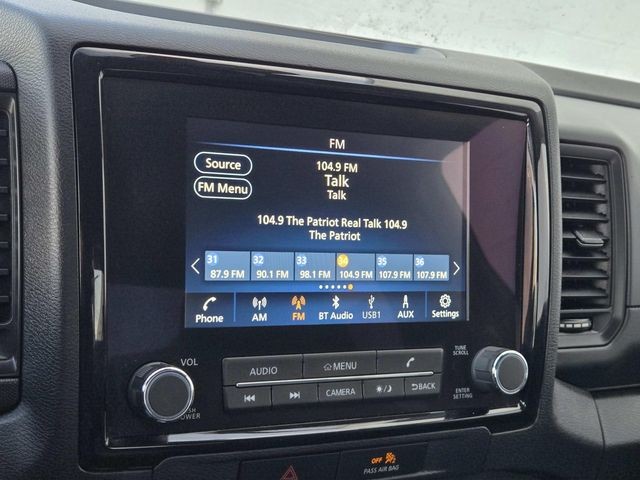 FM
Source
104.9 FM
Talk
FM Menu
Talk
104.9 The Patriot Real Talk 104.9
The Patriot
31 32 33 34 35 36
87.9 FM 90.1 FM 98.1 FM 104.9 FM 107.9 FM 107.9 FM
Phone AM FM BT Audio USB1 AUX Settings
VOL
AUDIO MENU
TUNE
SCROLL
CAMERA BACK
PUSH
POWER
ENTER
SETTING
OFF
PASS AIR BAG